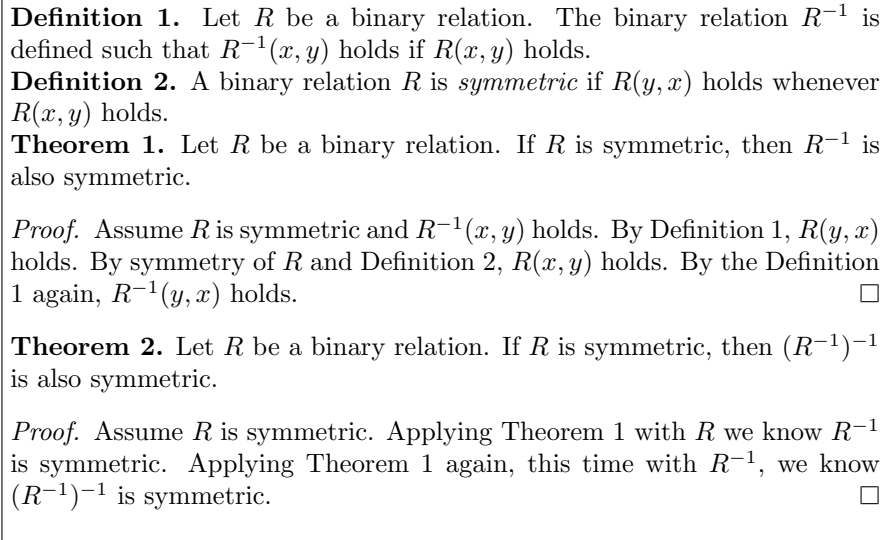 Definition 1. Let R be a binary relation. The binary relation R⁻¹ is
defined such that R⁻¹(x, y) holds if R(x, y) holds.
Definition 2. A binary relation R is symmetric if R(y, x) holds whenever
R(x, y) holds.
Theorem 1. Let R be a binary relation. If R is symmetric, then R⁻¹ is
also symmetric.
Proof. Assume R is symmetric and R⁻¹(x, y) holds. By Definition 1, R(y, x)
holds. By symmetry of R and Definition 2, R(x, y) holds. By the Definition
1 again, R⁻¹(y, x) holds. □
Theorem 2. Let R be a binary relation. If R is symmetric, then (R⁻¹)⁻¹
is also symmetric.
Proof. Assume R is symmetric. Applying Theorem 1 with R we know R⁻¹
is symmetric. Applying Theorem 1 again, this time with R⁻¹, we know
(R⁻¹)⁻¹ is symmetric. □